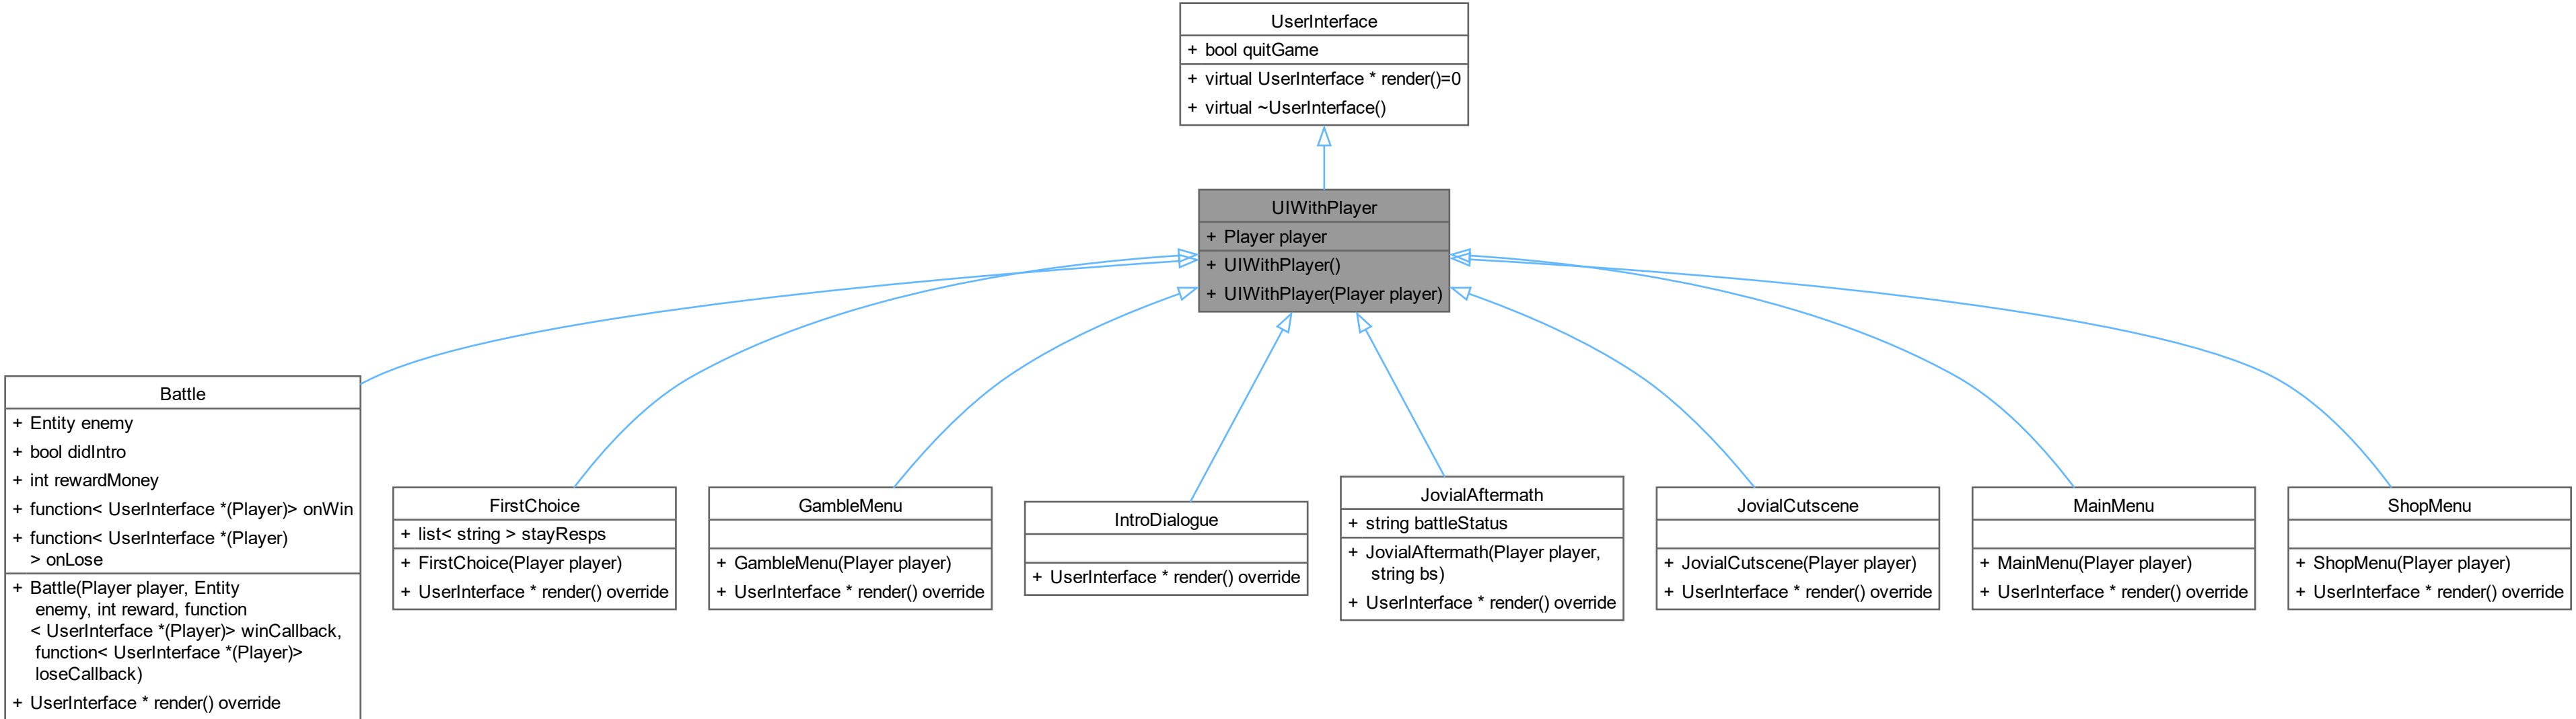 UserInterface
+ bool quitGame
+ virtual UserInterface * render()=0
+ virtual ~UserInterface()
UIWithPlayer
+ Player player
+ UIWithPlayer()
+ UIWithPlayer(Player player)
Battle
+ Entity enemy
+ bool didIntro
+ int rewardMoney
+ function< UserInterface *(Player)> onWin
+ function< UserInterface *(Player)
> onLose
+ Battle(Player player, Entity
enemy, int reward, function
< UserInterface *(Player)> winCallback,
function< UserInterface *(Player)>
loseCallback)
+ UserInterface * render() override
FirstChoice
+ list< string > stayResps
+ FirstChoice(Player player)
+ UserInterface * render() override
GambleMenu
+ GambleMenu(Player player)
+ UserInterface * render() override
IntroDialogue
+ UserInterface * render() override
JovialAftermath
+ string battleStatus
+ JovialAftermath(Player player,
string bs)
+ UserInterface * render() override
JovialCutscene
+ JovialCutscene(Player player)
+ UserInterface * render() override
MainMenu
+ MainMenu(Player player)
+ UserInterface * render() override
ShopMenu
+ ShopMenu(Player player)
+ UserInterface * render() override